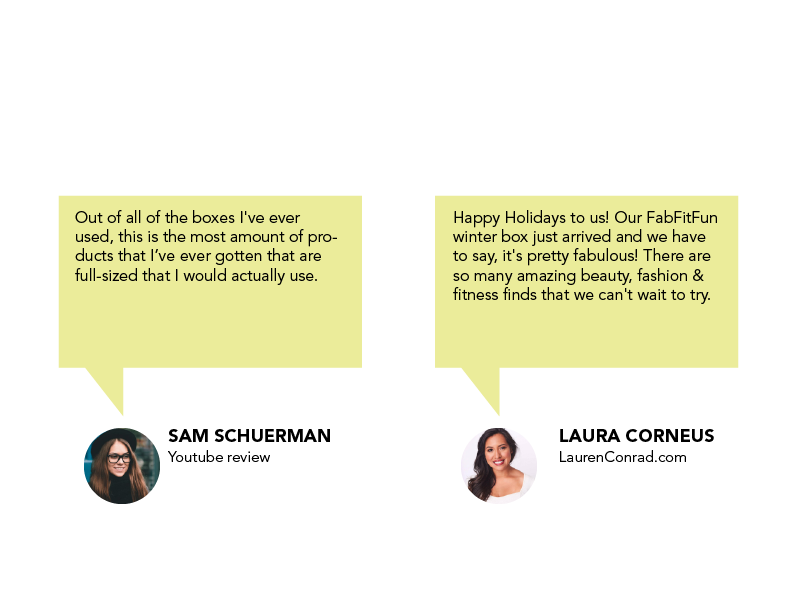 Out of all of the boxes I've ever
used, this is the most amount of pro-
ducts that I’ve ever gotten that are
full-sized that I would actually use.
SAM SCHUERMAN
Youtube review
Happy Holidays to us! Our FabFitFun
winter box just arrived and we have
to say, it's pretty fabulous! There are
so many amazing beauty, fashion &
fitness finds that we can't wait to try.
LAURA CORNEUS
LaurenConrad.com